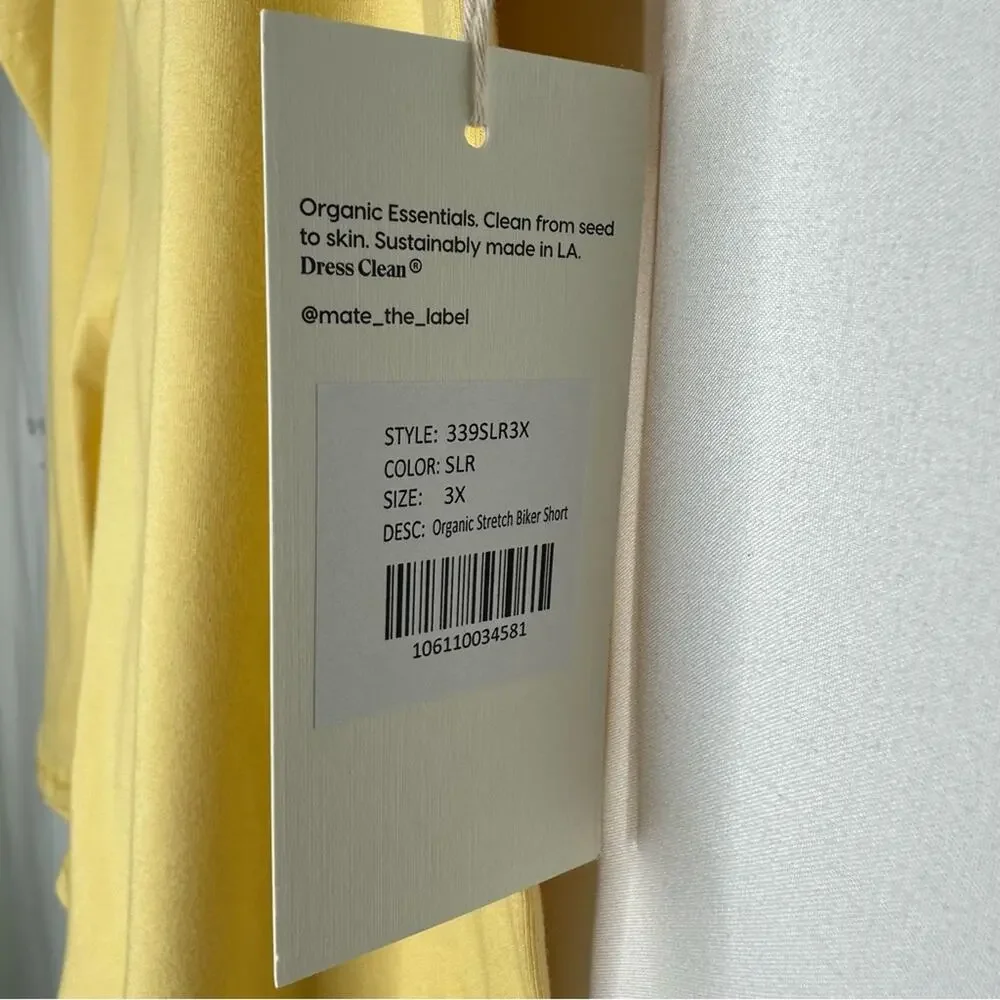 Organic Essentials. Clean from seed
to skin. Sustainably made in LA.
Dress Clean®
@mate_the_label
STYLE: 339SLR3X
COLOR: SLR
SIZE: 3X
DESC: Organic Stretch Biker Short
106110034581